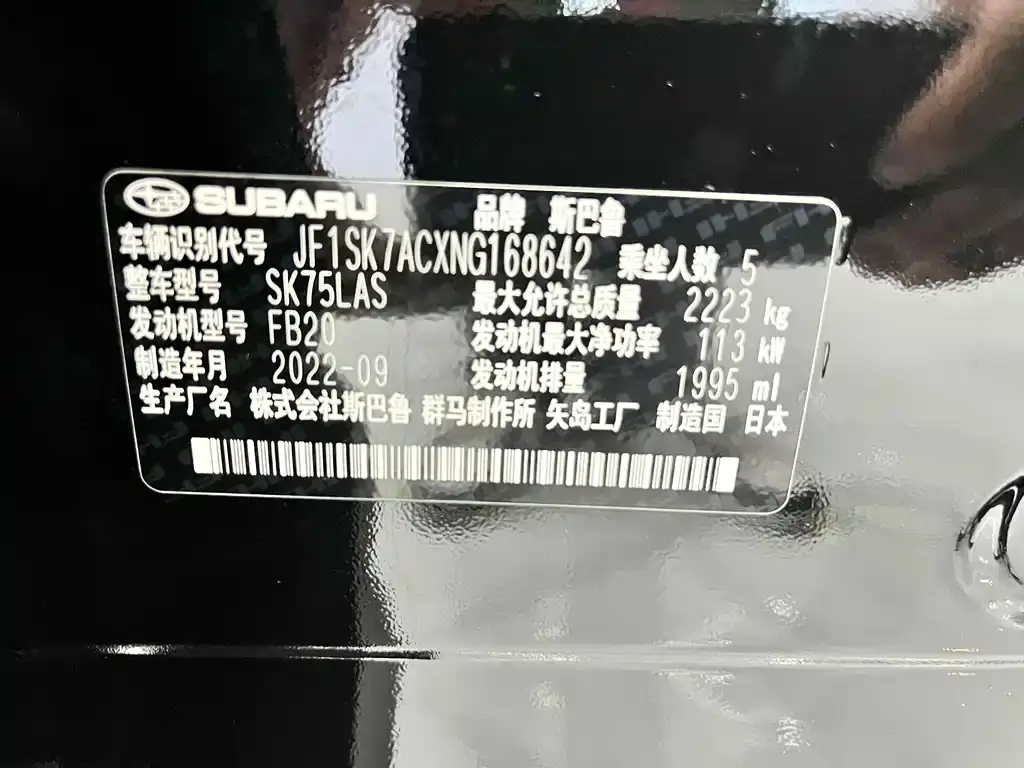 SUBARU 品牌 斯巴鲁
车辆识别代号 JF1SK7ACXNG168642 乘坐人数 5
整车型号 SK75LAS 最大允许总质量 2223 kg
发动机型号 FB20 发动机最大净功率 113 kW
制造年月 2022-09 发动机排量 1995 ml
生产厂名 株式会社斯巴鲁 群马制作所 矢岛工厂 制造国 日本